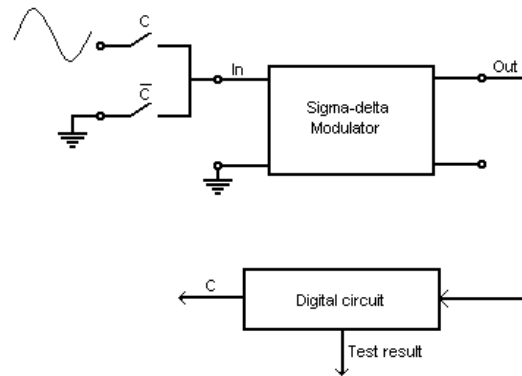 C
C̅
In
Out
Sigma-delta
Modulator
C
Digital circuit
Test result